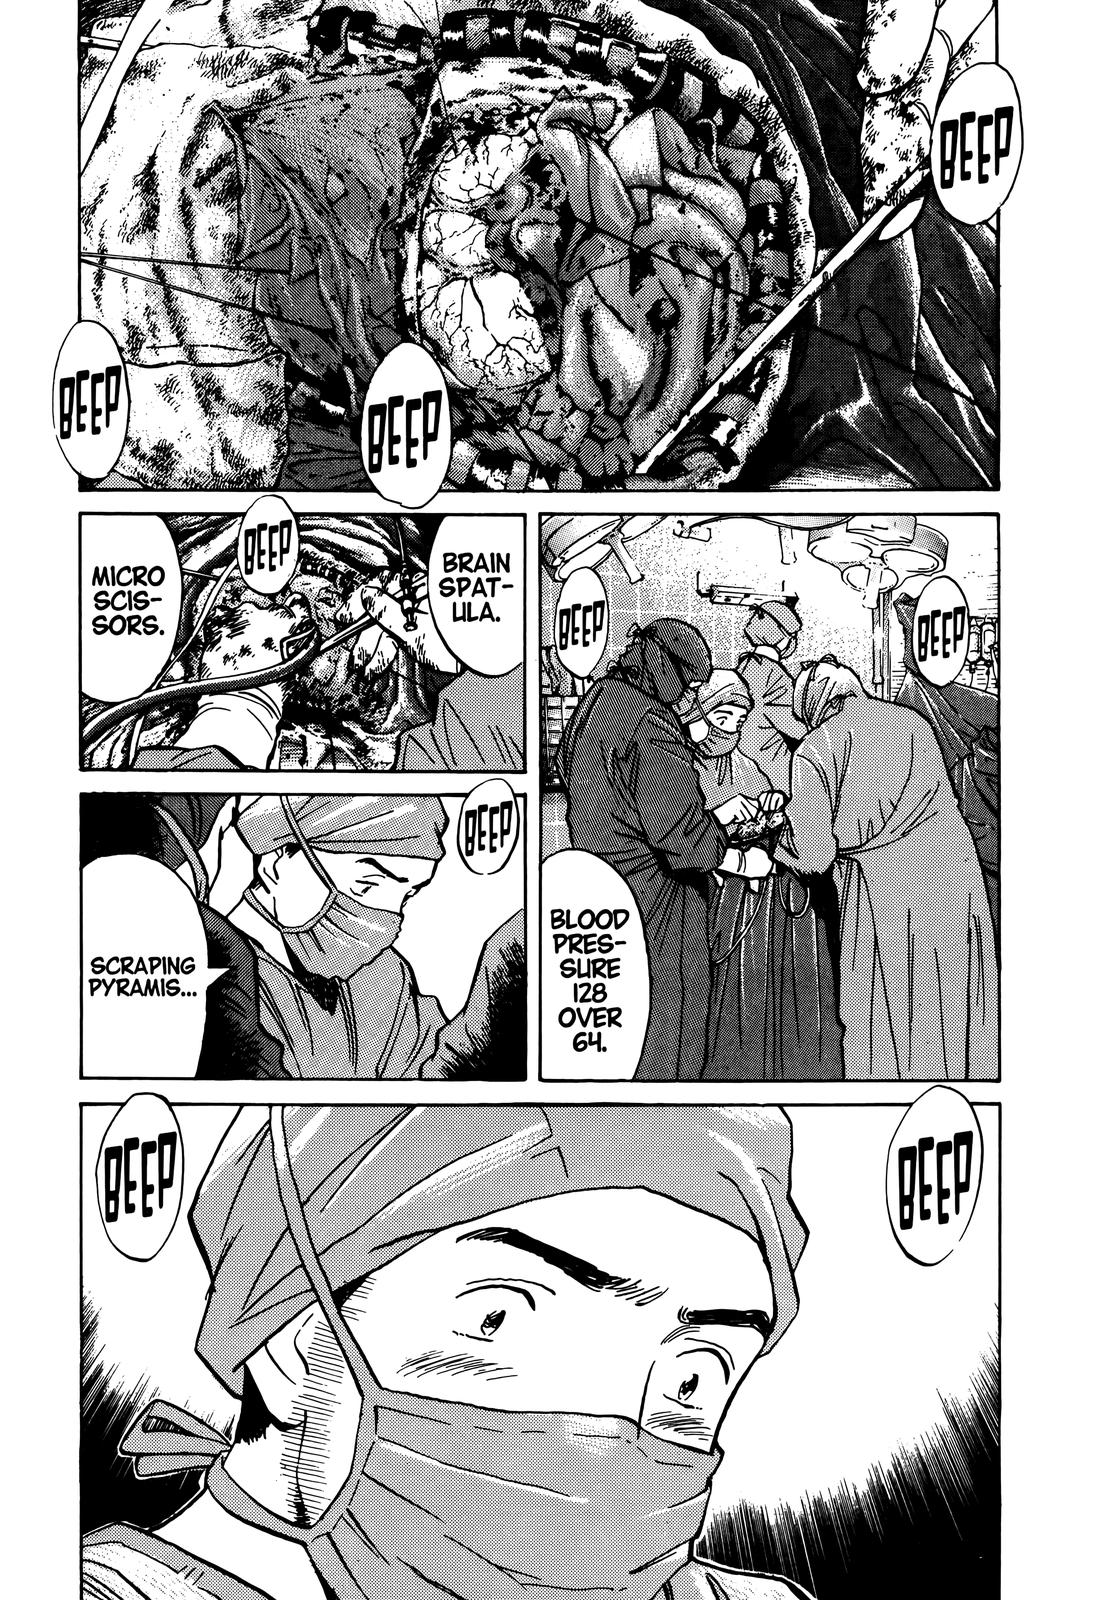 BEEP
BEEP
BEEP
BRAIN
SPAT-
ULA.
BEEP
MICRO
SCIS-
SORS.
BEEP
BEEP
BLOOD
PRES-
SURE
128
OVER
64.
BEEP
SCRAPING
PYRAMIS...
BEEP
BEEP